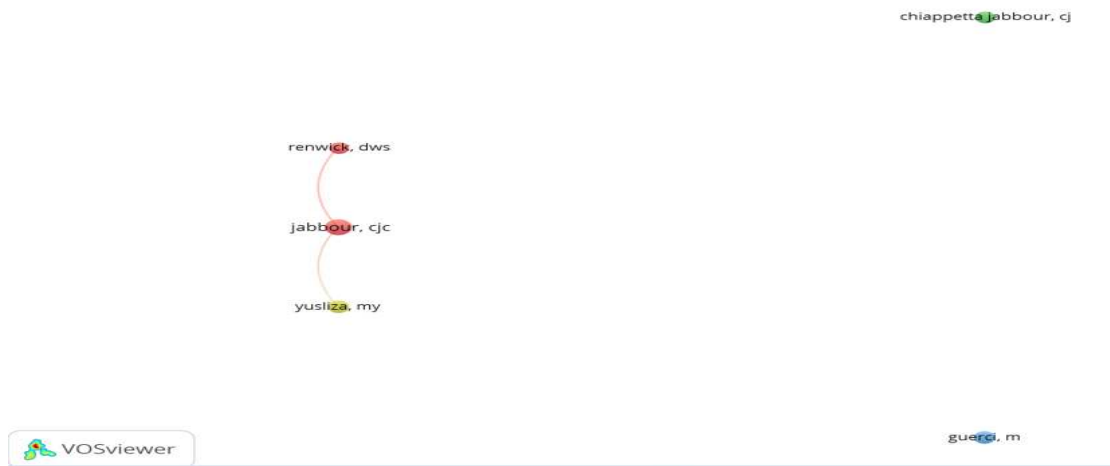 chiappetta jabbour, cj
renwick, dws
jabbour, cjc
yusliza, my
guerci, m
VOSviewer